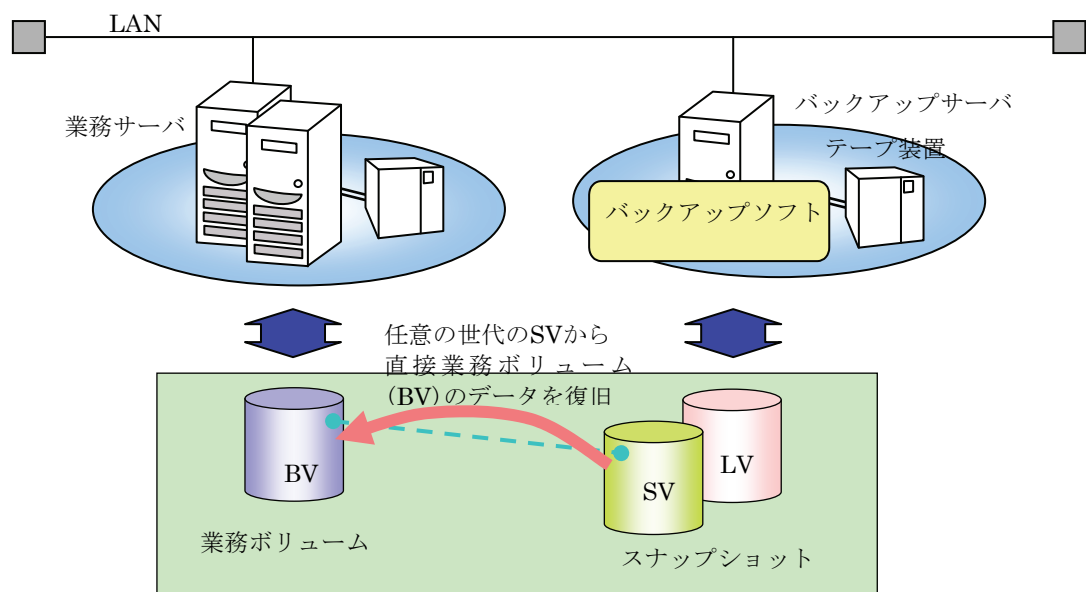 LAN
業務サーバ
バックアップサーバ
テープ装置
バックアップソフト
任意の世代のSVから
直接業務ボリューム
(BV)のデータを復旧
BV
SV
LV
業務ボリューム
スナップショット